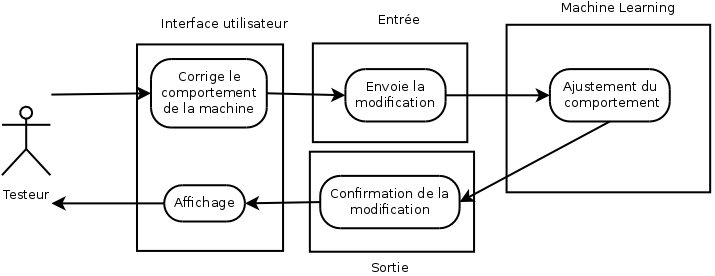 Machine Learning
Interface utilisateur
Entrée
Corrige le
comportement
de la machine
Envoie la
modification
Ajustement du
comportement
Testeur
Affichage
Confirmation de la
modification
Sortie